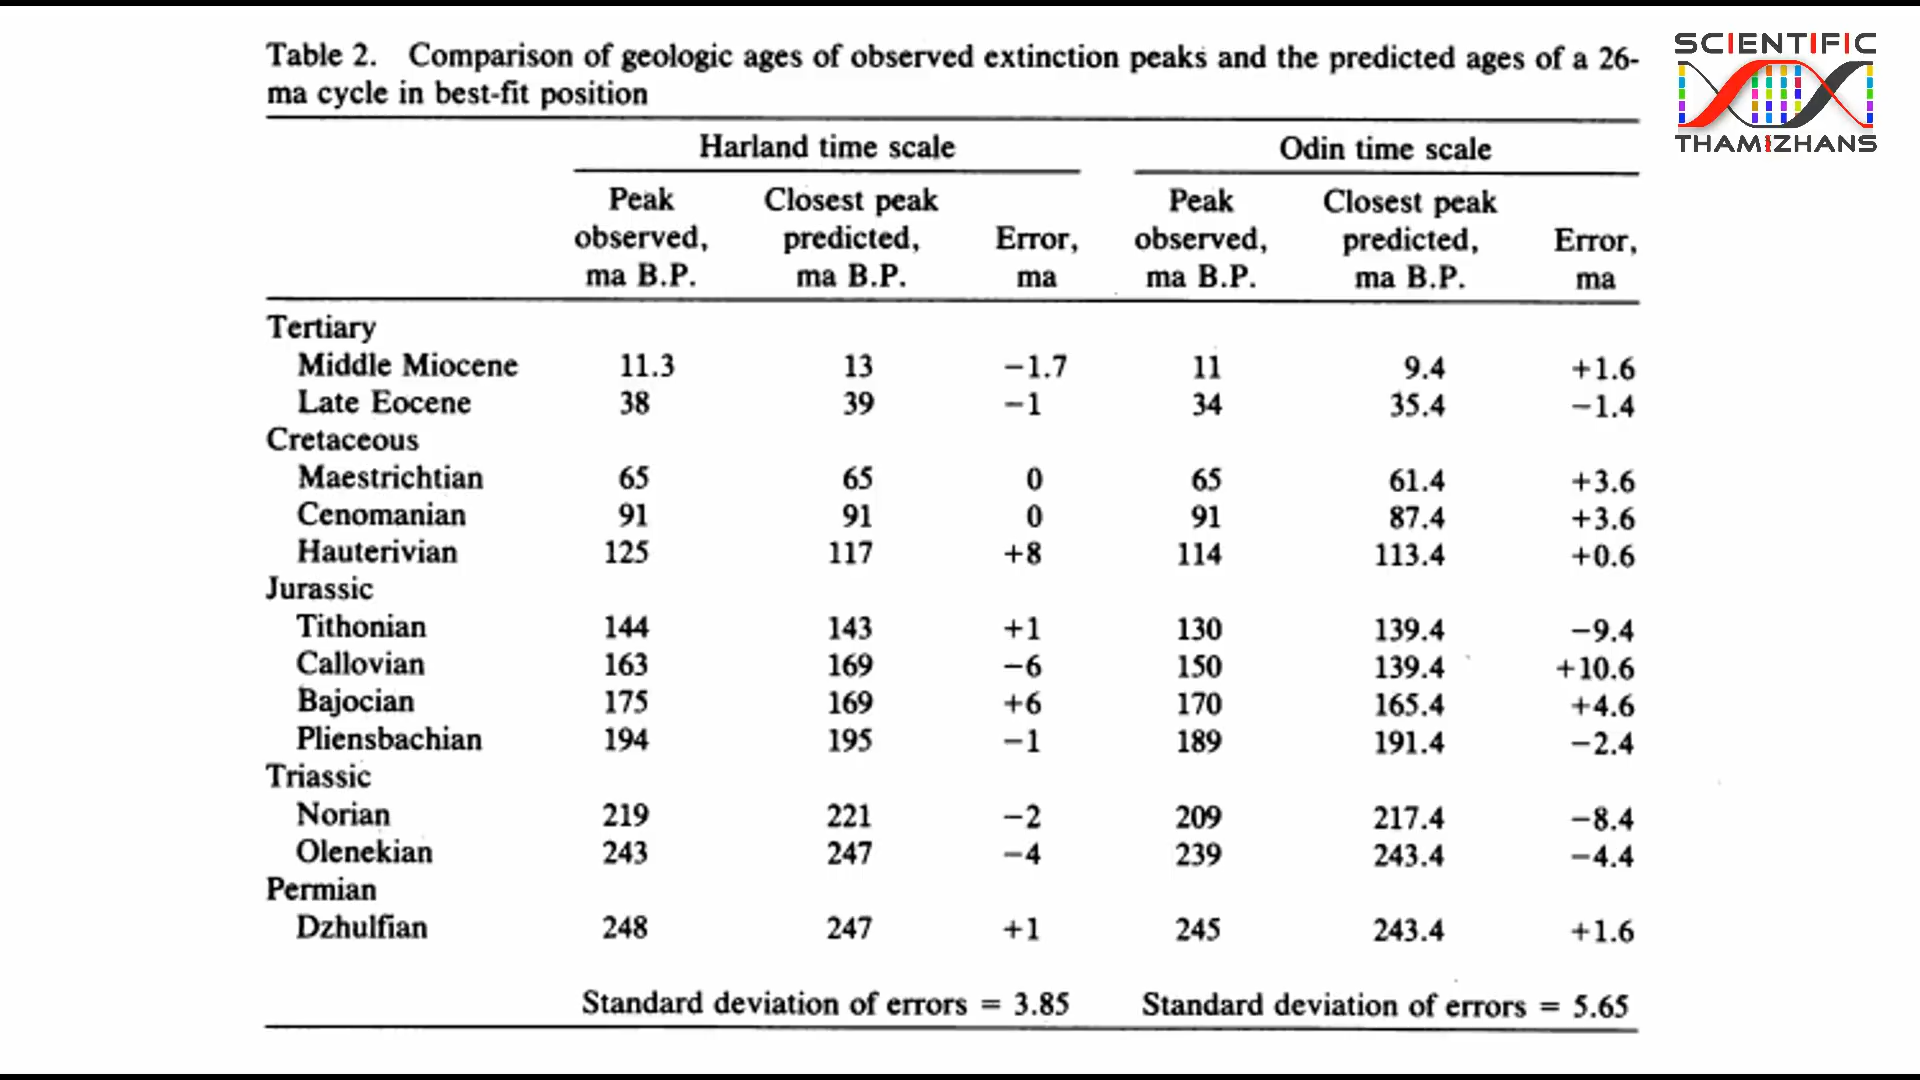 Table 2. Comparison of geologic ages of observed extinction peaks and the predicted ages of a 26-
ma cycle in best-fit position
SCIENTIFIC
THAMIZHANS
Harland time scale Odin time scale
Peak Closest peak Peak Closest peak
observed, predicted, Error, observed, predicted, Error,
ma B.P. ma B.P. ma ma B.P. ma B.P. ma
Tertiary
Middle Miocene 11.3 13 −1.7 11 9.4 +1.6
Late Eocene 38 39 −1 34 35.4 −1.4
Cretaceous
Maestrichtian 65 65 0 65 61.4 +3.6
Cenomanian 91 91 0 91 87.4 +3.6
Hauterivian 125 117 +8 114 113.4 +0.6
Jurassic
Tithonian 144 143 +1 130 139.4 −9.4
Callovian 163 169 −6 150 139.4 +10.6
Bajocian 175 169 +6 170 165.4 +4.6
Pliensbachian 194 195 −1 189 191.4 −2.4
Triassic
Norian 219 221 −2 209 217.4 −8.4
Olenekian 243 247 −4 239 243.4 −4.4
Permian
Dzhulfian 248 247 +1 245 243.4 +1.6
Standard deviation of errors = 3.85 Standard deviation of errors = 5.65